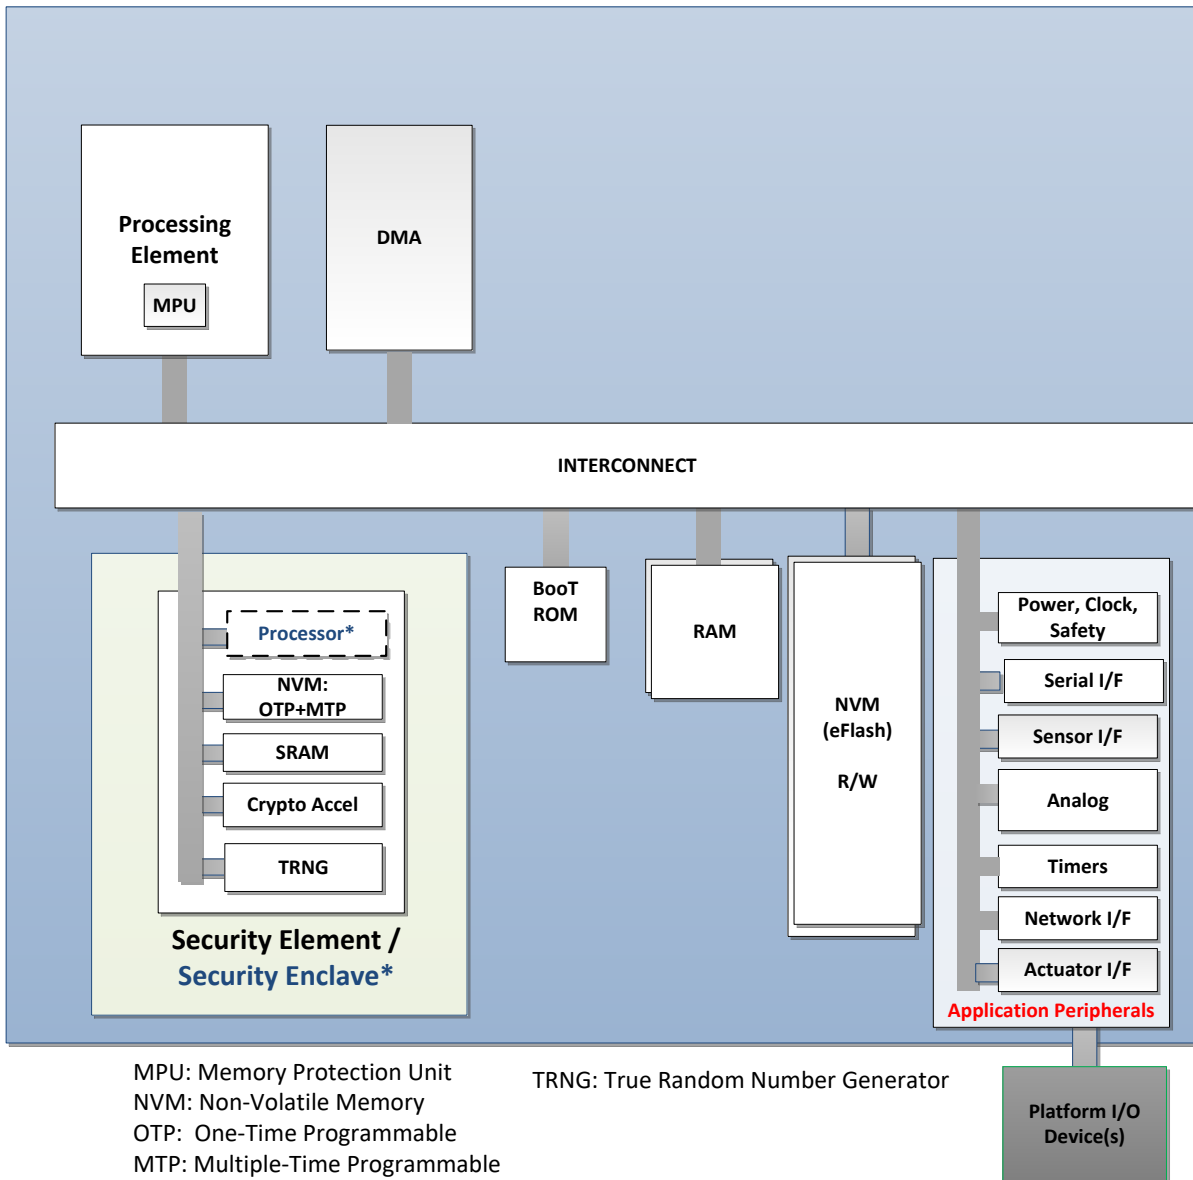 Processing
Element
MPU
DMA
INTERCONNECT
Processor*
NVM:
OTP+MTP
SRAM
Crypto Accel
TRNG
Security Element /
Security Enclave*
BooT
ROM
RAM
NVM
(eFlash)
R/W
Power, Clock,
Safety
Serial I/F
Sensor I/F
Analog
Timers
Network I/F
Actuator I/F
Application Peripherals
Platform I/O
Device(s)
MPU: Memory Protection Unit
NVM: Non-Volatile Memory
OTP: One-Time Programmable
MTP: Multiple-Time Programmable
TRNG: True Random Number Generator